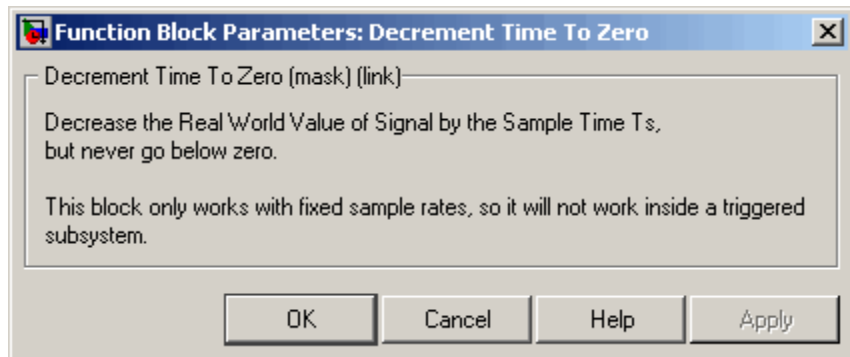 Function Block Parameters: Decrement Time To Zero
Decrement Time To Zero (mask) (link)
Decrease the Real World Value of Signal by the Sample Time Ts,
but never go below zero.
This block only works with fixed sample rates, so it will not work inside a triggered
subsystem.
OK Cancel Help Apply